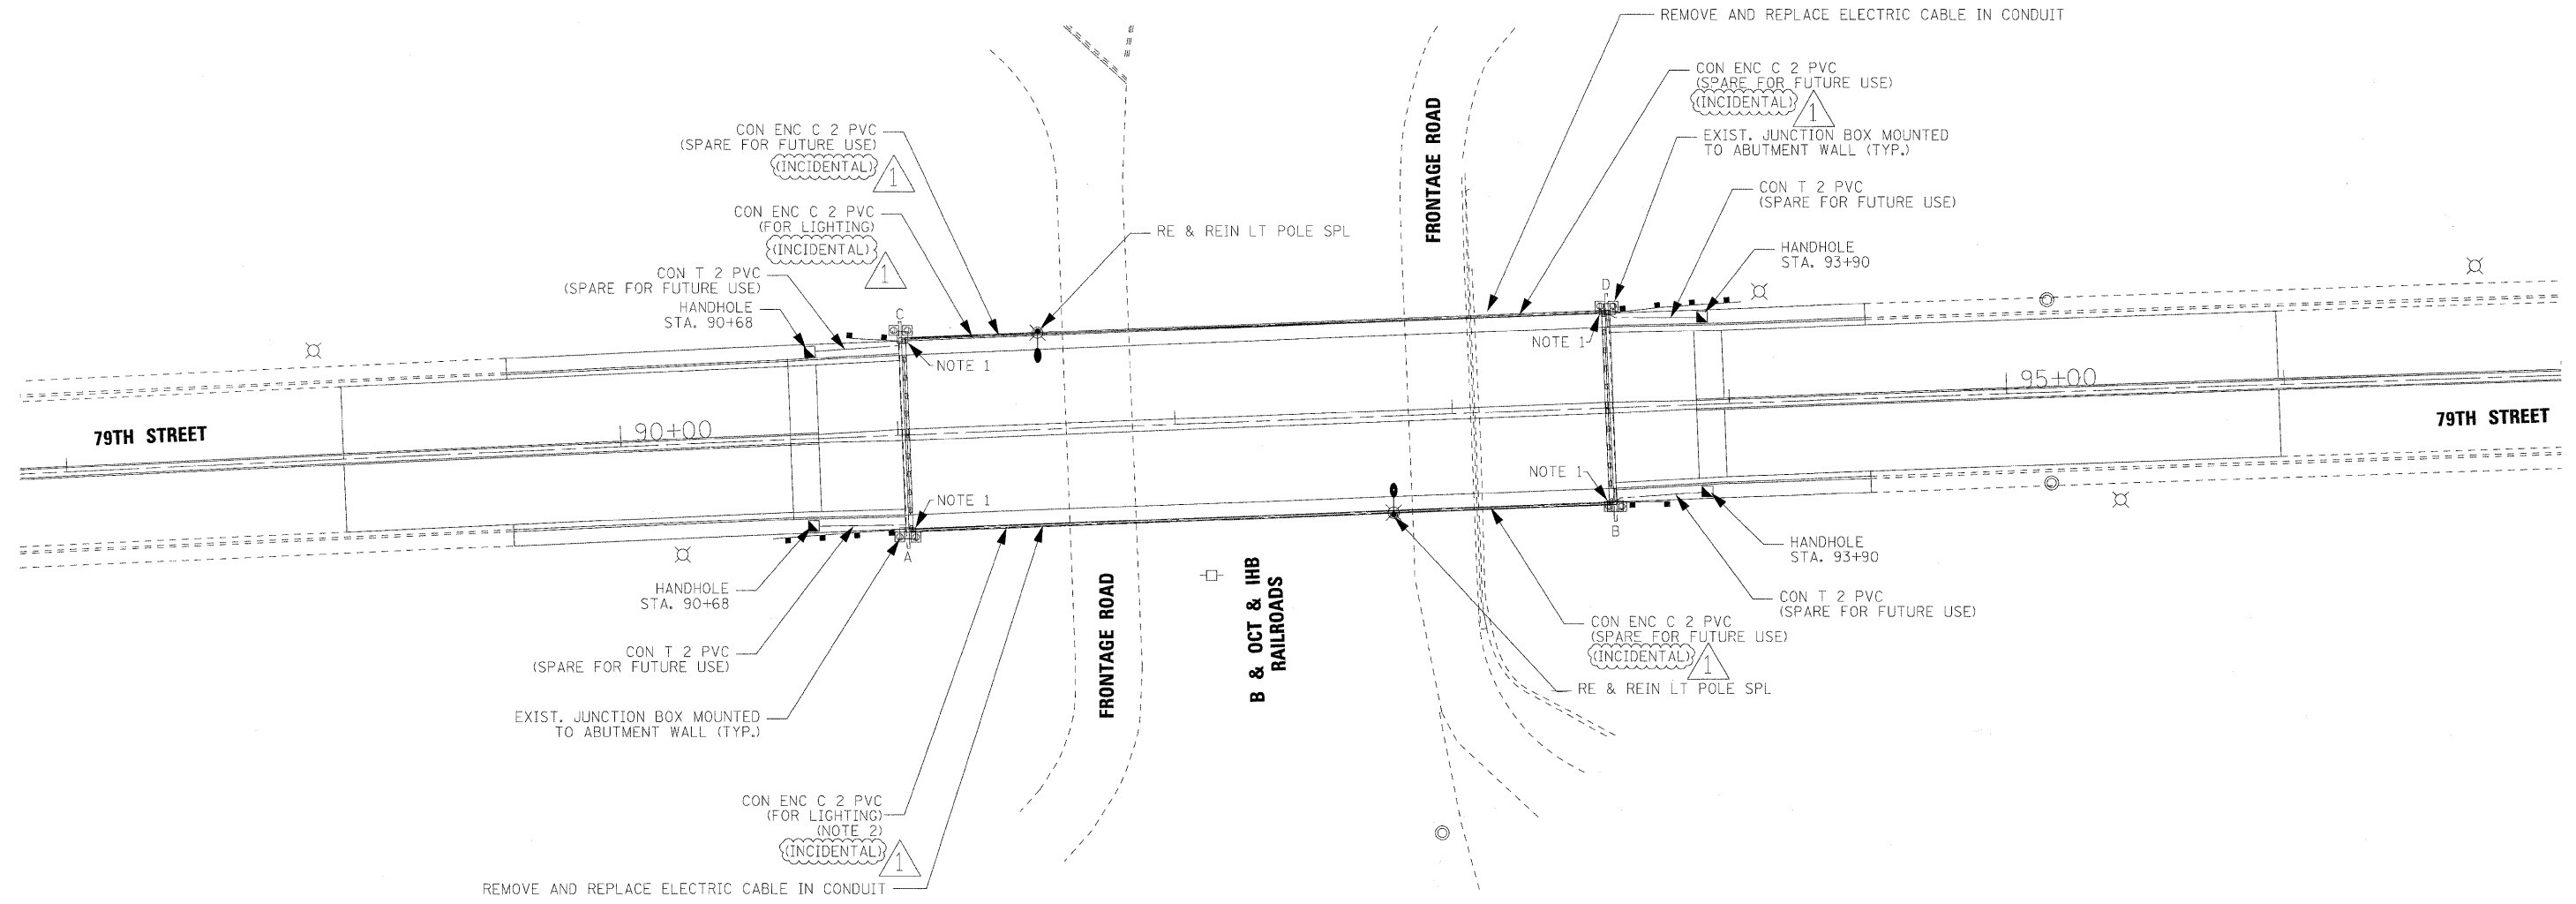 REMOVE AND REPLACE ELECTRIC CABLE IN CONDUIT
CON ENC C 2 PVC
(SPARE FOR FUTURE USE)
(INCIDENTAL)
1
EXIST. JUNCTION BOX MOUNTED
TO ABUTMENT WALL (TYP.)
CON T 2 PVC
(SPARE FOR FUTURE USE)
HANDHOLE
STA. 93+90
FRONTAGE ROAD
CON ENC C 2 PVC
(SPARE FOR FUTURE USE)
(INCIDENTAL)
1
CON ENC C 2 PVC
(FOR LIGHTING)
(INCIDENTAL)
1
RE & REIN LT POLE SPL
CON T 2 PVC
(SPARE FOR FUTURE USE)
HANDHOLE
STA. 90+68
C
D
NOTE 1
NOTE 1
79TH STREET
90+00
95+00
79TH STREET
NOTE 1
NOTE 1
A
B
HANDHOLE
STA. 90+68
CON T 2 PVC
(SPARE FOR FUTURE USE)
EXIST. JUNCTION BOX MOUNTED
TO ABUTMENT WALL (TYP.)
FRONTAGE ROAD
B & OCT & IHB
RAILROADS
HANDHOLE
STA. 93+90
CON T 2 PVC
(SPARE FOR FUTURE USE)
CON ENC C 2 PVC
(SPARE FOR FUTURE USE)
(INCIDENTAL)
1
RE & REIN LT POLE SPL
CON ENC C 2 PVC
(FOR LIGHTING)
(NOTE 2)
(INCIDENTAL)
1
REMOVE AND REPLACE ELECTRIC CABLE IN CONDUIT